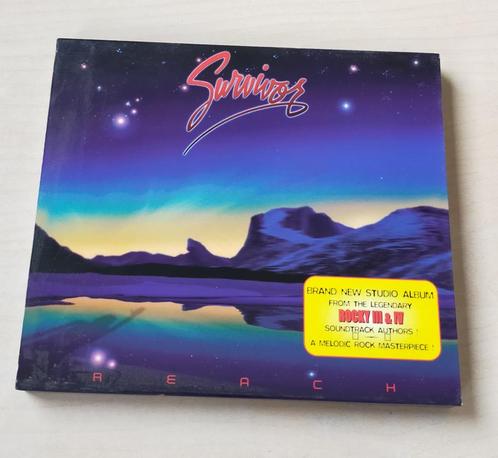 Survivor
BRAND NEW STUDIO ALBUM
FROM THE LEGENDARY
ROCKY III & IV
SOUNDTRACK AUTHORS !
A MELODIC ROCK MASTERPIECE !
REACH